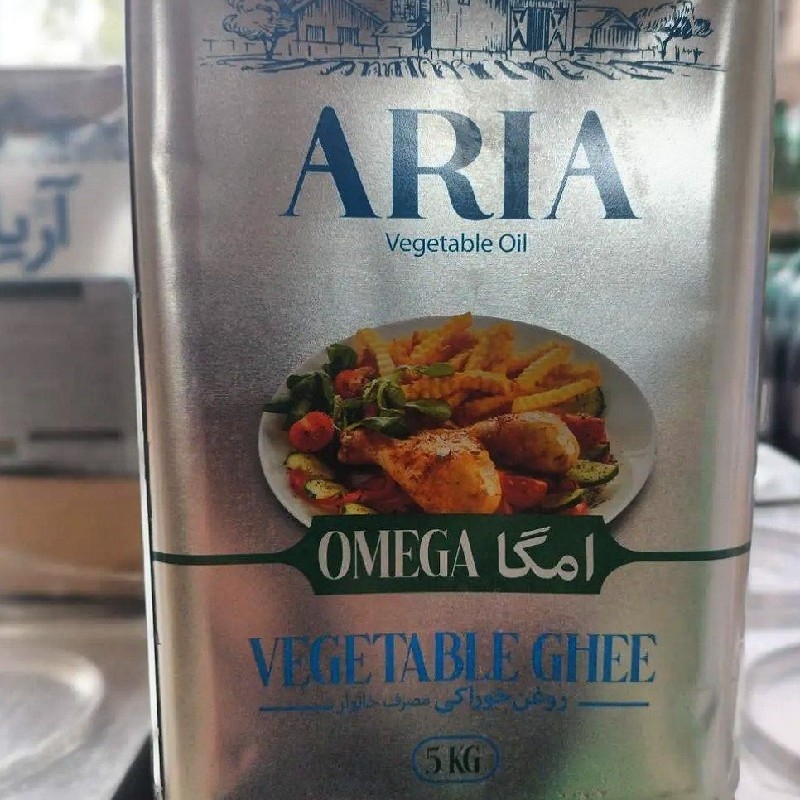 ARIA
Vegetable Oil
آریا
OMEGA امگا
VEGETABLE GHEE
روغن خوراکی مصرف خانوار
5 KG